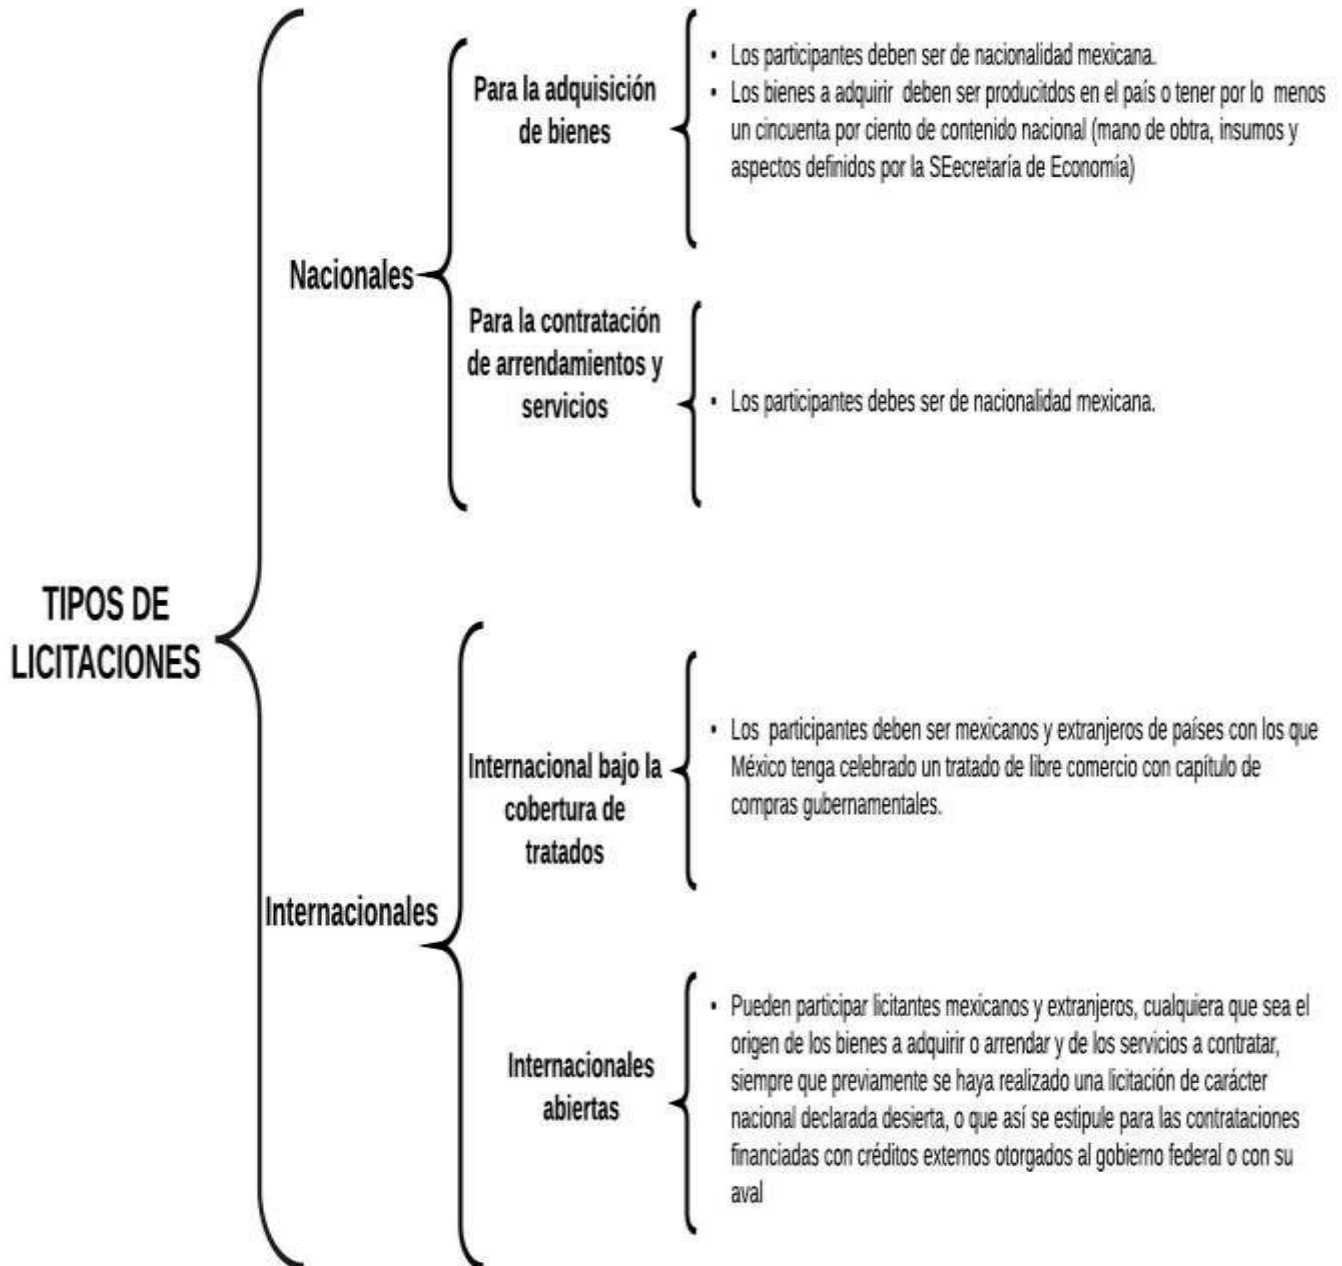 TIPOS DE
LICITACIONES
Nacionales
Para la adquisición
de bienes
• Los participantes deben ser de nacionalidad mexicana.
• Los bienes a adquirir deben ser producitdos en el país o tener por lo menos
un cincuenta por ciento de contenido nacional (mano de obtra, insumos y
aspectos definidos por la SEecretaría de Economía)
Para la contratación
de arrendamientos y
servicios
• Los participantes debes ser de nacionalidad mexicana.
Internacionales
Internacional bajo la
cobertura de
tratados
• Los participantes deben ser mexicanos y extranjeros de países con los que
México tenga celebrado un tratado de libre comercio con capítulo de
compras gubernamentales.
Internacionales
abiertas
• Pueden participar licitantes mexicanos y extranjeros, cualquiera que sea el
origen de los bienes a adquirir o arrendar y de los servicios a contratar,
siempre que previamente se haya realizado una licitación de carácter
nacional declarada desierta, o que así se estipule para las contrataciones
financiadas con créditos externos otorgados al gobierno federal o con su
aval